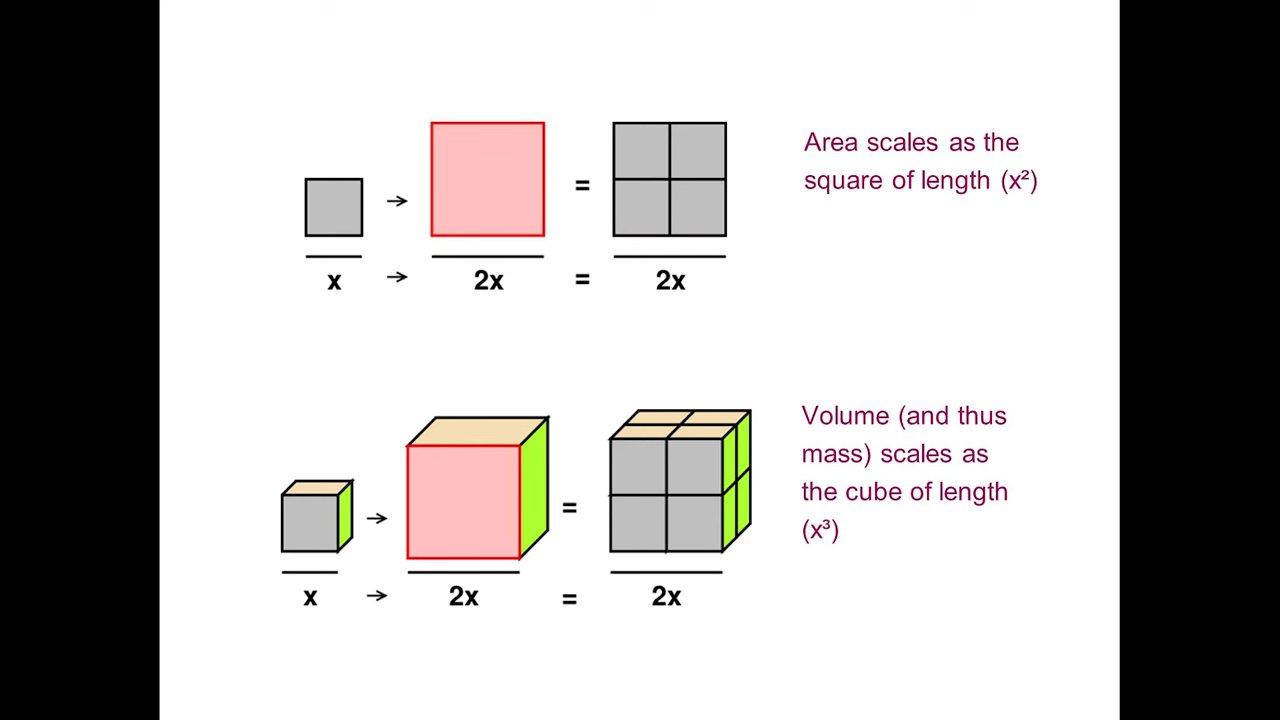 Area scales as the
square of length (x²)
= 
x → 2x = 2x
Volume (and thus
mass) scales as
the cube of length
(x³)
→ =
x → 2x = 2x